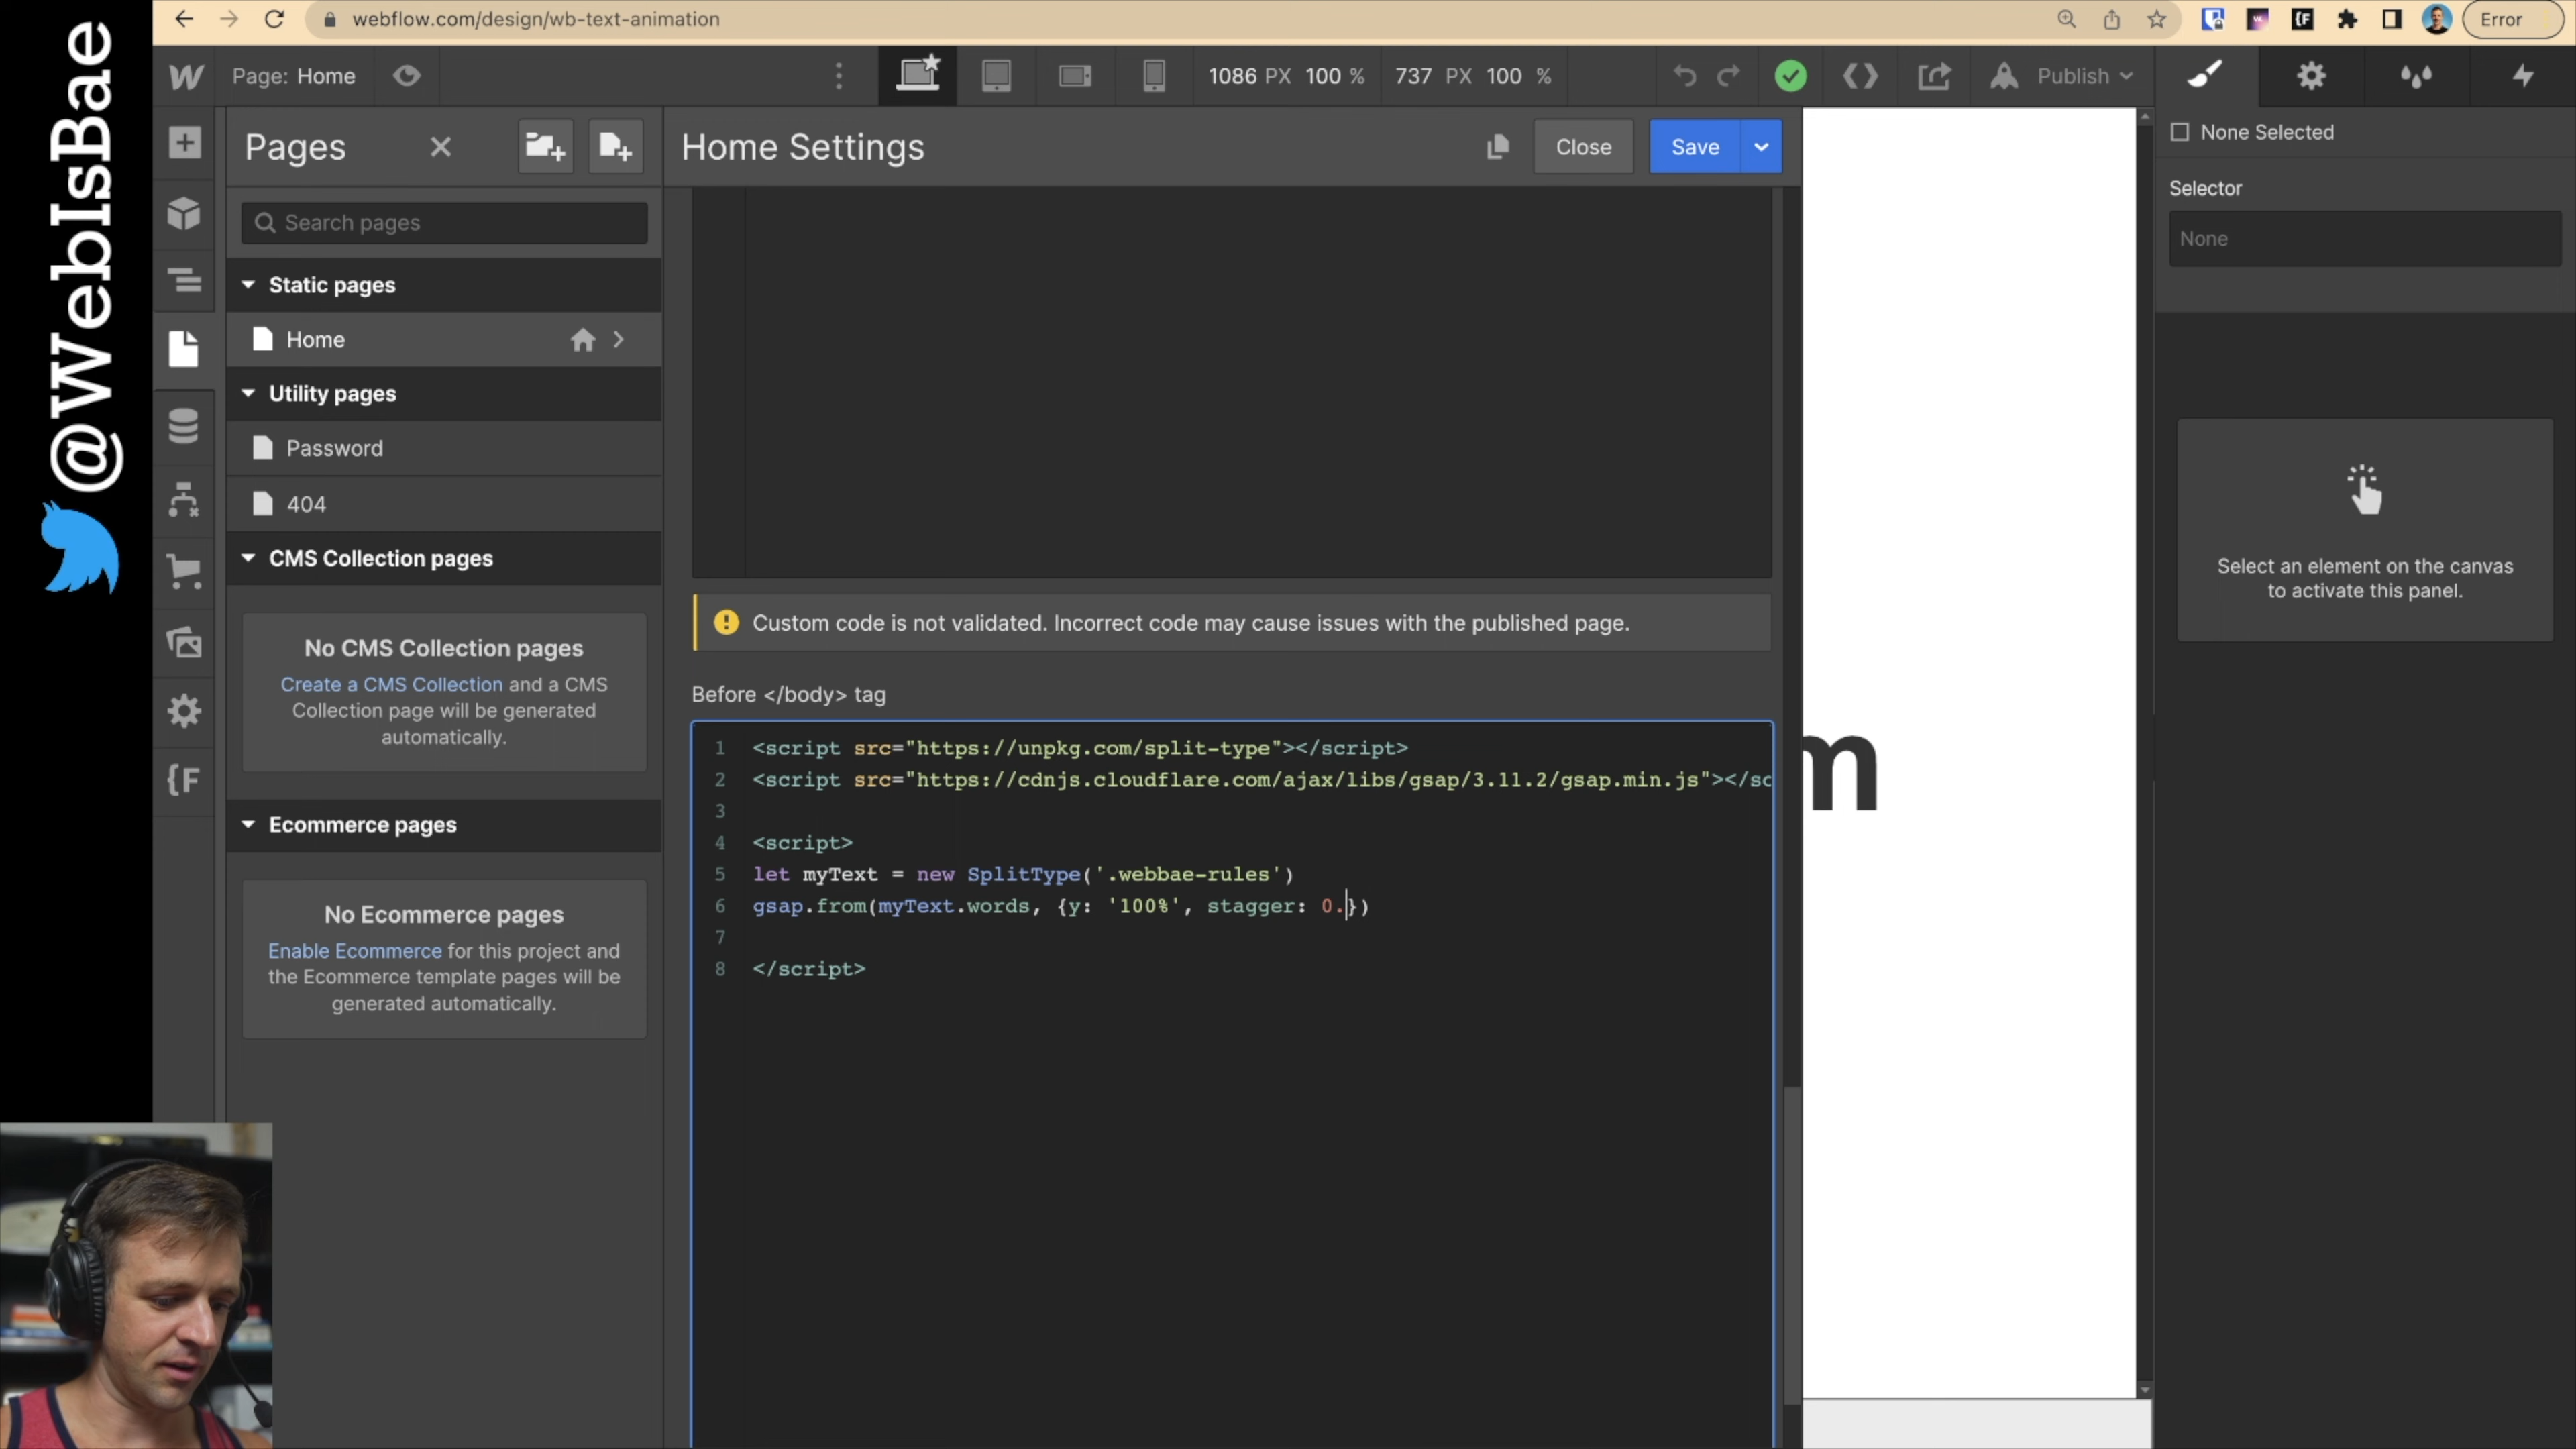 @WebIsBae
webflow.com/design/wb-text-animation
Error
Page: Home
1086 PX 100 %
737 PX 100 %
Publish
Pages
Search pages
Static pages
Home
Utility pages
Password
404
CMS Collection pages
No CMS Collection pages
Create a CMS Collection and a CMS
Collection page will be generated
automatically.
Ecommerce pages
No Ecommerce pages
Enable Ecommerce for this project and
the Ecommerce template pages will be
generated automatically.
{F
Home Settings
Close
Save
Custom code is not validated. Incorrect code may cause issues with the published page.
Before </body> tag
1 <script src="https://unpkg.com/split-type"></script>
2 <script src="https://cdnjs.cloudflare.com/ajax/libs/gsap/3.11.2/gsap.min.js"></sc
3
4 <script>
5 let myText = new SplitType('.webbae-rules')
6 gsap.from(myText.words, {y: '100%', stagger: 0.})
7
8 </script>
m
None Selected
Selector
None
Select an element on the canvas
to activate this panel.